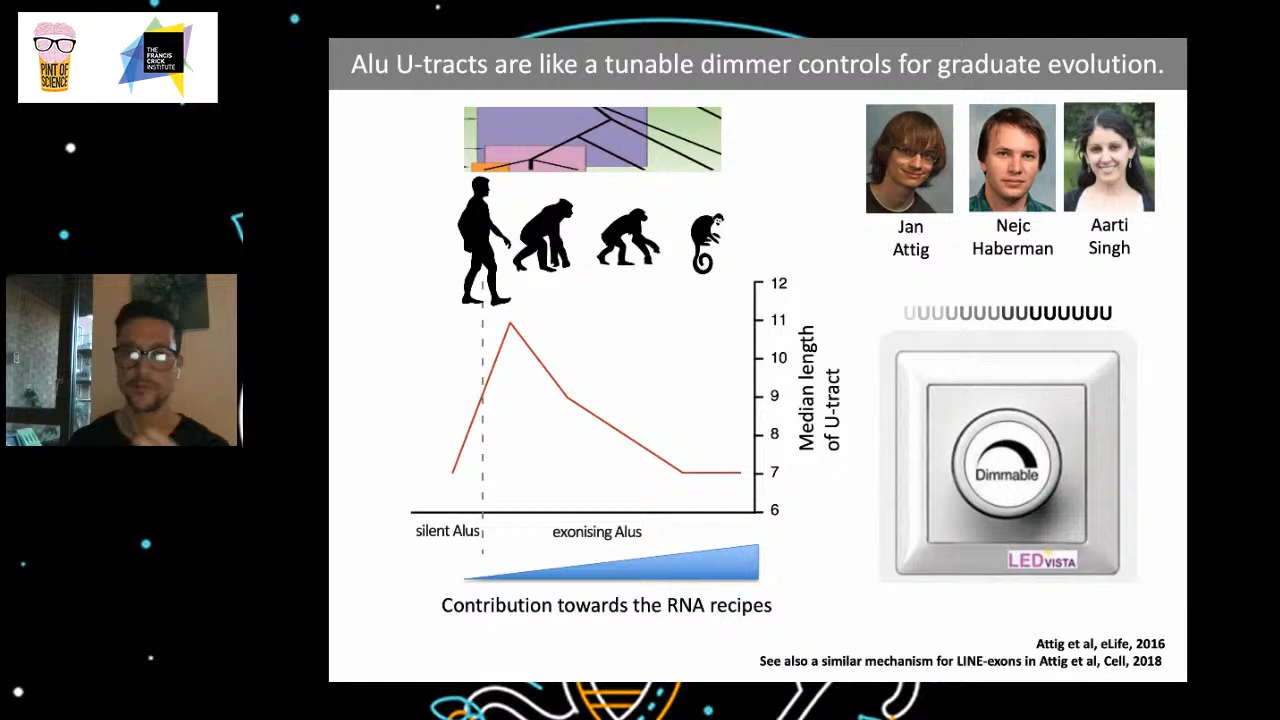 PINT OF
SCIENCE
THE
FRANCIS
CRICK
INSTITUTE
Alu U-tracts are like a tunable dimmer controls for graduate evolution.
Jan
Attig
Nejc
Haberman
Aarti
Singh
12
11
10
9
8
7
6
Median length
of U-tract
silent Alus
exonising Alus
Contribution towards the RNA recipes
UUUUUUUUUUUUUUU
Dimmable
LEDVISTA
Attig et al, eLife, 2016
See also a similar mechanism for LINE-exons in Attig et al, Cell, 2018